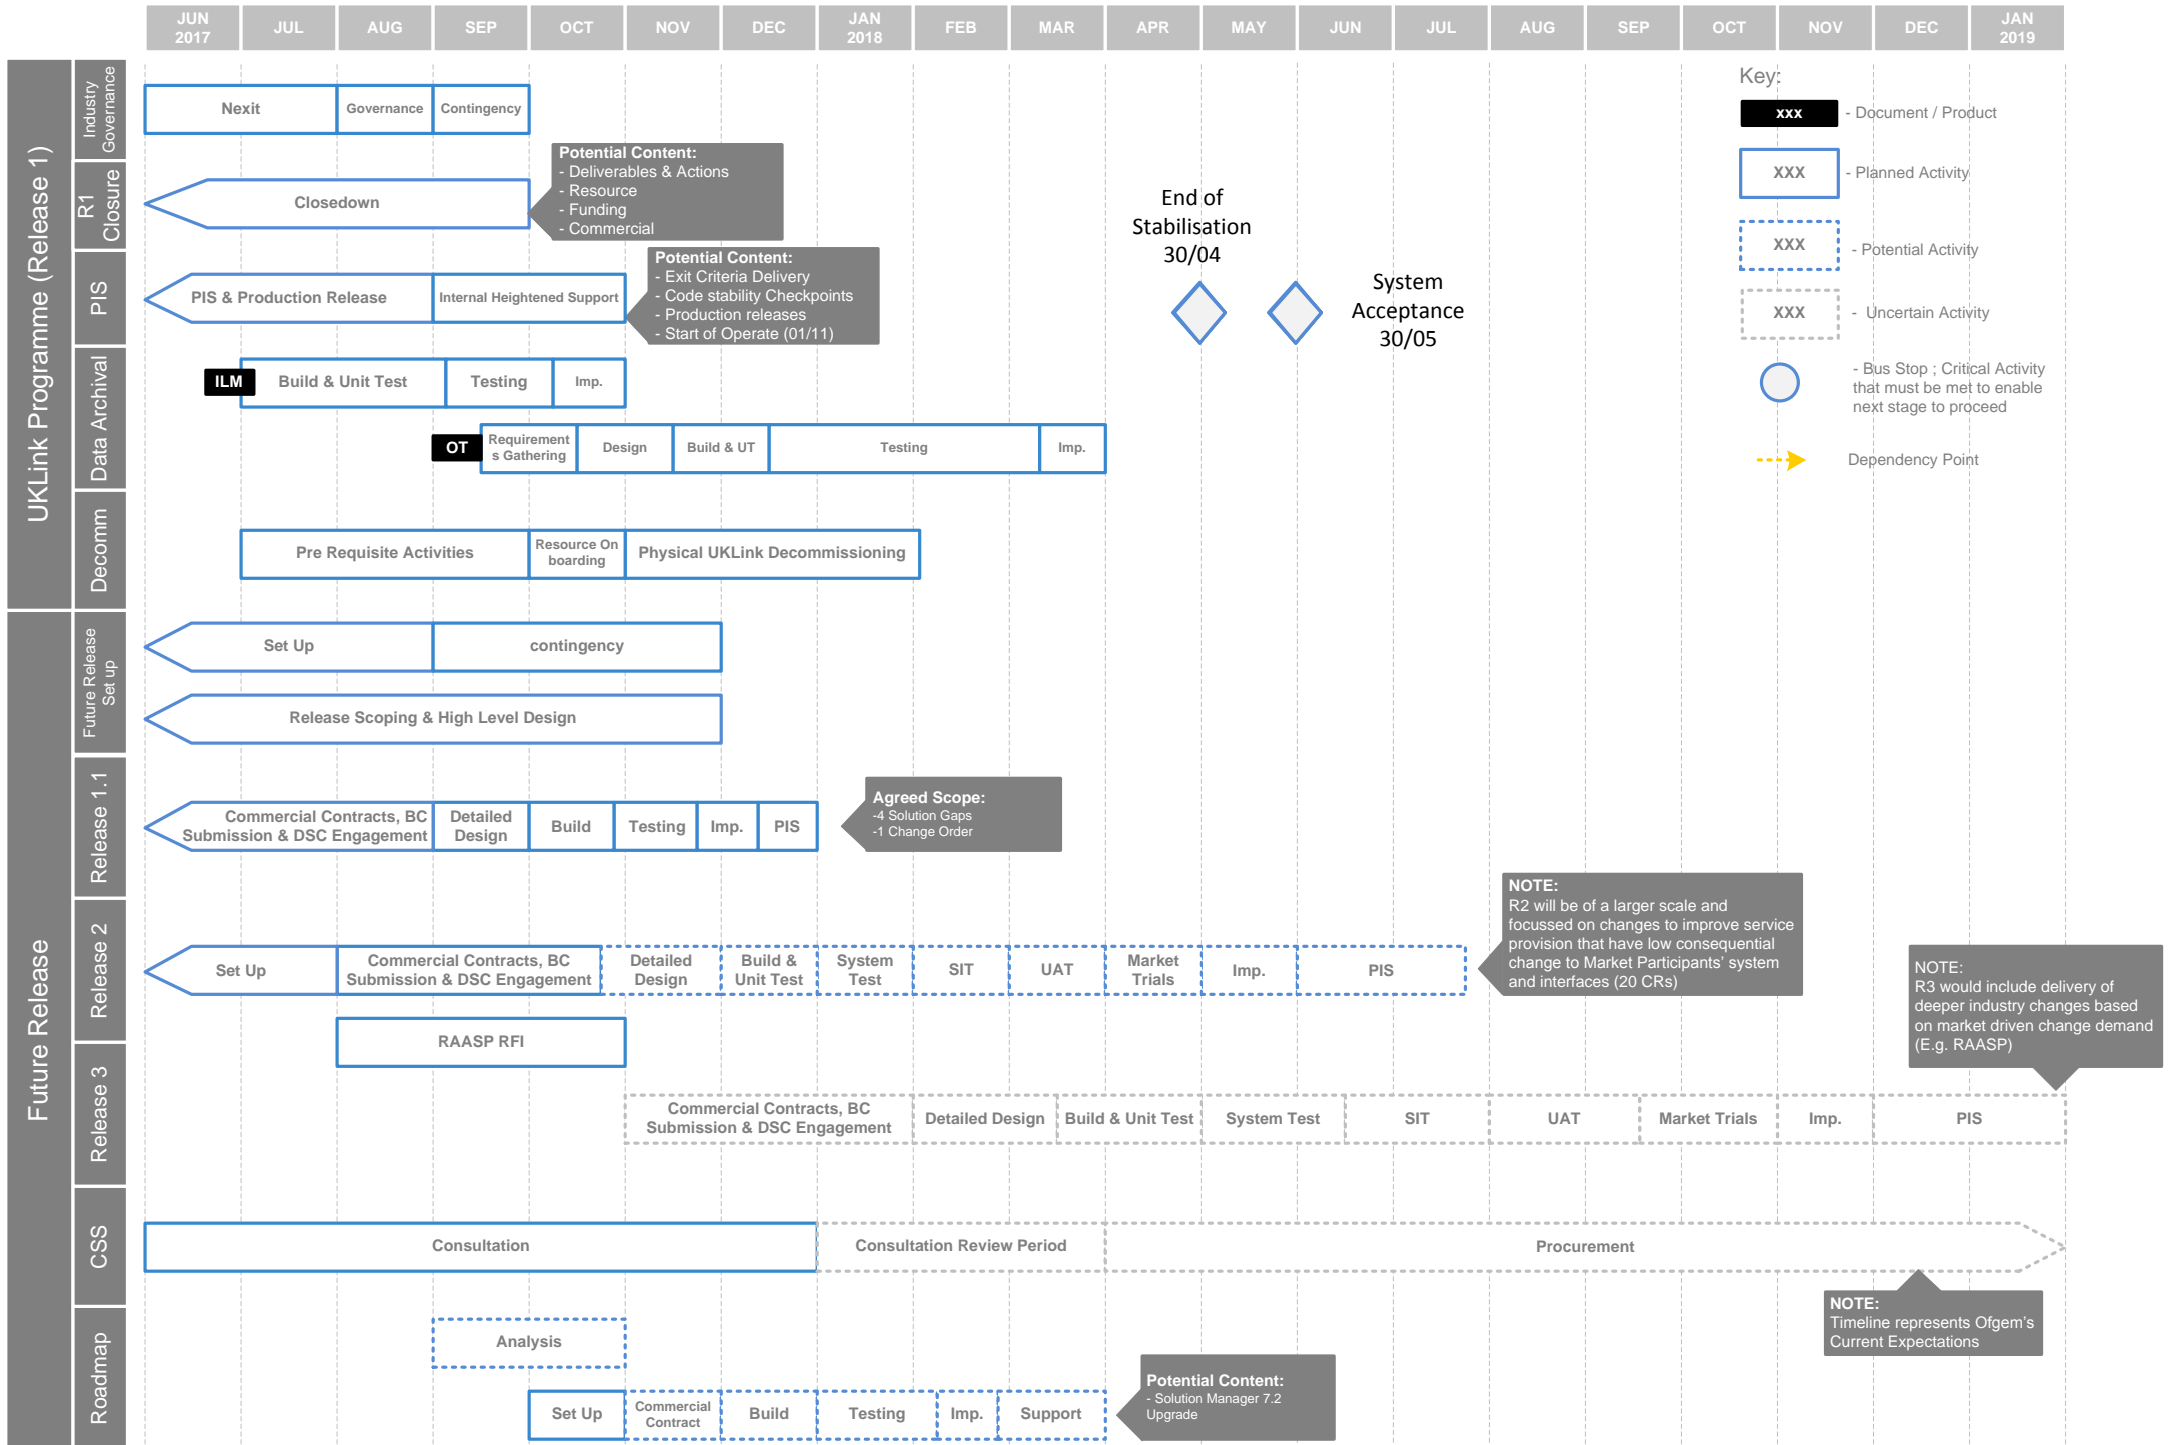 JUN
2017
JUL
AUG
SEP
OCT
NOV
DEC
JAN
2018
FEB
MAR
APR
MAY
JUN
JUL
AUG
SEP
OCT
NOV
DEC
JAN
2019
UKLink Programme (Release 1)
Industry
Governance
Nexit
Governance
Contingency
R1
Closure
Closedown
Potential Content:
- Deliverables & Actions
- Resource
- Funding
- Commercial
PIS
PIS & Production Release
Internal Heightened Support
Potential Content:
- Exit Criteria Delivery
- Code stability Checkpoints
- Production releases
- Start of Operate (01/11)
End of
Stabilisation
30/04
System
Acceptance
30/05
Key:
xxx
- Document / Product
XXX
- Planned Activity
XXX
- Potential Activity
XXX
- Uncertain Activity
- Bus Stop ; Critical Activity
that must be met to enable
next stage to proceed
Dependency Point
Data Archival
ILM
Build & Unit Test
Testing
Imp.
OT
Requirement
s Gathering
Design
Build & UT
Testing
Imp.
Decomm
Pre Requisite Activities
Resource On
boarding
Physical UKLink Decommissioning
Future Release
Future Release
Set up
Set Up
contingency
Release Scoping & High Level Design
Release 1.1
Commercial Contracts, BC
Submission & DSC Engagement
Detailed
Design
Build
Testing
Imp.
PIS
Agreed Scope:
-4 Solution Gaps
-1 Change Order
Release 2
Set Up
Commercial Contracts, BC
Submission & DSC Engagement
Detailed
Design
Build &
Unit Test
System
Test
SIT
UAT
Market
Trials
Imp.
PIS
NOTE:
R2 will be of a larger scale and
focussed on changes to improve service
provision that have low consequential
change to Market Participants' system
and interfaces (20 CRs)
RAASP RFI
Release 3
Commercial Contracts, BC
Submission & DSC Engagement
Detailed Design
Build & Unit Test
System Test
SIT
UAT
Market Trials
Imp.
PIS
NOTE:
R3 would include delivery of
deeper industry changes based
on market driven change demand
(E.g. RAASP)
CSS
Consultation
Consultation Review Period
Procurement
NOTE:
Timeline represents Ofgem's
Current Expectations
Roadmap
Analysis
Set Up
Commercial
Contract
Build
Testing
Imp.
Support
Potential Content:
- Solution Manager 7.2
Upgrade